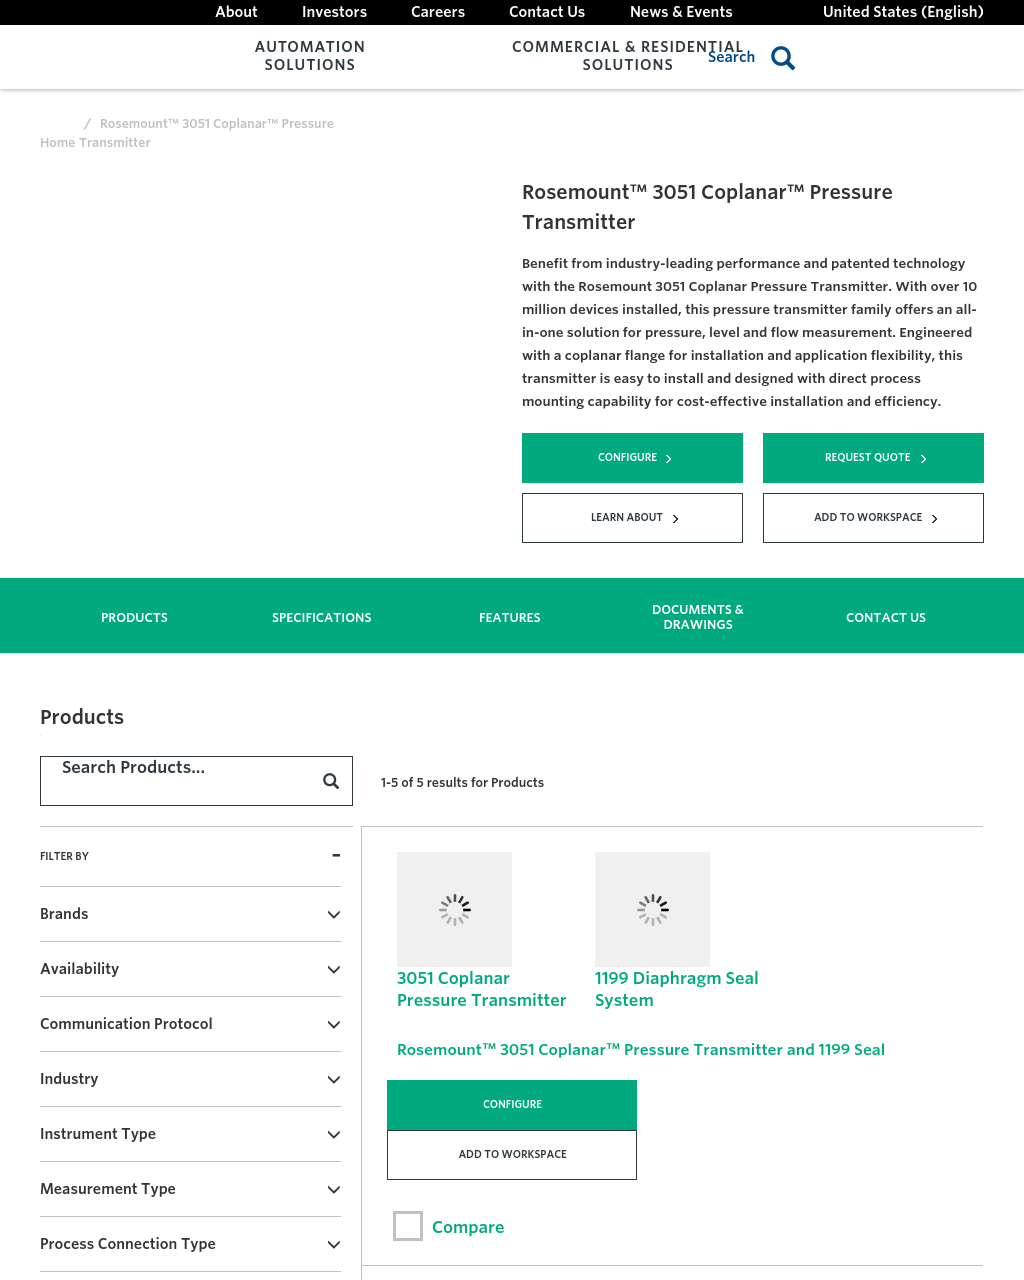 About
Investors
Careers
Contact Us
News & Events
United States (English)
AUTOMATION
SOLUTIONS
COMMERCIAL & RESIDENTIAL
SOLUTIONS
Search
/ Rosemount™ 3051 Coplanar™ Pressure
Home Transmitter
Rosemount™ 3051 Coplanar™ Pressure
Transmitter
Benefit from industry-leading performance and patented technology
with the Rosemount 3051 Coplanar Pressure Transmitter. With over 10
million devices installed, this pressure transmitter family offers an all-
in-one solution for pressure, level and flow measurement. Engineered
with a coplanar flange for installation and application flexibility, this
transmitter is easy to install and designed with direct process
mounting capability for cost-effective installation and efficiency.
CONFIGURE
REQUEST QUOTE
LEARN ABOUT
ADD TO WORKSPACE
PRODUCTS
SPECIFICATIONS
FEATURES
DOCUMENTS &
DRAWINGS
CONTACT US
Products
Search Products...
1-5 of 5 results for Products
FILTER BY
Brands
Availability
Communication Protocol
Industry
Instrument Type
Measurement Type
Process Connection Type
3051 Coplanar
Pressure Transmitter
1199 Diaphragm Seal
System
Rosemount™ 3051 Coplanar™ Pressure Transmitter and 1199 Seal
CONFIGURE
ADD TO WORKSPACE
Compare